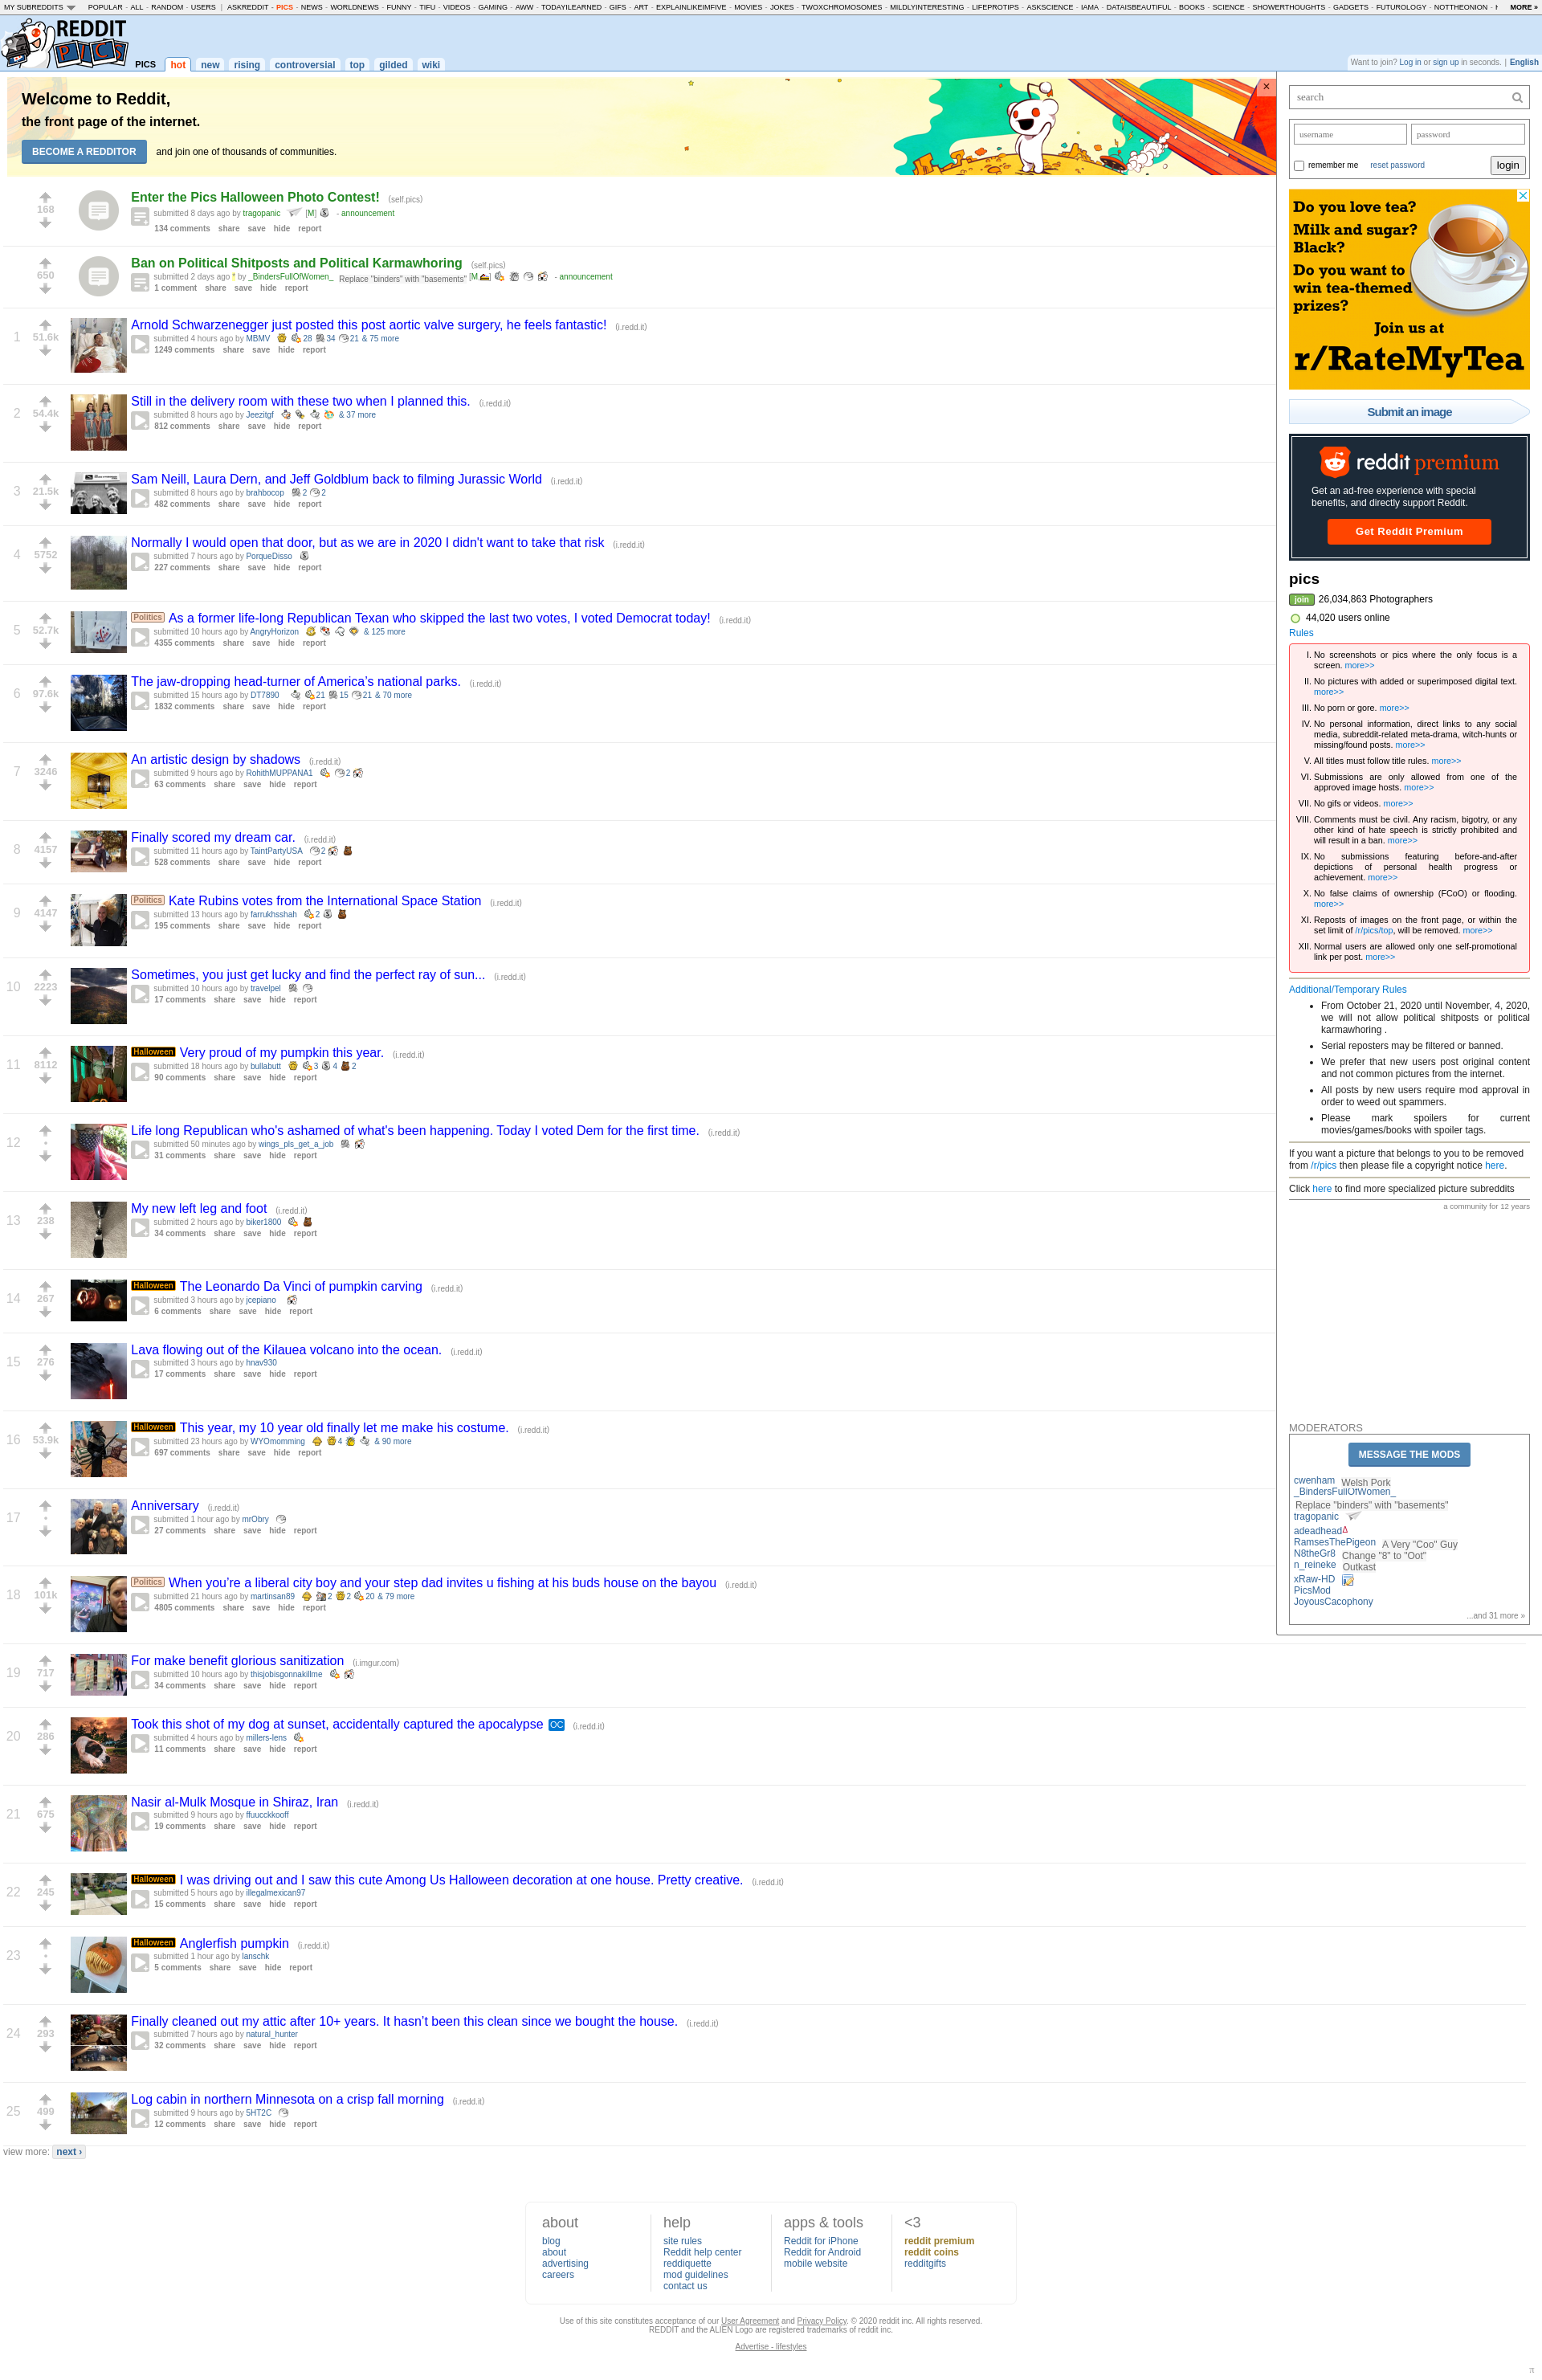 MY SUBREDDITS POPULAR - ALL - RANDOM - USERS | ASKREDDIT - PICS - NEWS - WORLDNEWS - FUNNY - TIFU - VIDEOS - GAMING - AWW - TODAYILEARNED - GIFS - ART - EXPLAINLIKEIMFIVE - MOVIES - JOKES - TWOXCHROMOSOMES - MILDLYINTERESTING - LIFEPROTIPS - ASKSCIENCE - IAMA - DATAISBEAUTIFUL - BOOKS - SCIENCE - SHOWERTHOUGHTS - GADGETS - FUTUROLOGY - NOTTHEONION - MORE »
REDDIT
PICS
PICS hot new rising controversial top gilded wiki
Want to join? Log in or sign up in seconds. | English
Welcome to Reddit,
the front page of the internet.
BECOME A REDDITOR and join one of thousands of communities.
×
168
Enter the Pics Halloween Photo Contest! (self.pics)
submitted 8 days ago by tragopanic [M] - announcement
134 comments share save hide report
650
Ban on Political Shitposts and Political Karmawhoring (self.pics)
submitted 2 days ago * by _BindersFullOfWomen_ Replace "binders" with "basements" [M] - announcement
1 comment share save hide report
1
51.6k
Arnold Schwarzenegger just posted this post aortic valve surgery, he feels fantastic! (i.redd.it)
submitted 4 hours ago by MBMV 28 34 21 & 75 more
1249 comments share save hide report
2
54.4k
Still in the delivery room with these two when I planned this. (i.redd.it)
submitted 8 hours ago by Jeezitgf & 37 more
812 comments share save hide report
3
21.5k
Sam Neill, Laura Dern, and Jeff Goldblum back to filming Jurassic World (i.redd.it)
submitted 8 hours ago by brahbocop 2 2
482 comments share save hide report
4
5752
Normally I would open that door, but as we are in 2020 I didn't want to take that risk (i.redd.it)
submitted 7 hours ago by PorqueDisso
227 comments share save hide report
5
52.7k
Politics As a former life-long Republican Texan who skipped the last two votes, I voted Democrat today! (i.redd.it)
submitted 10 hours ago by AngryHorizon & 125 more
4355 comments share save hide report
6
97.6k
The jaw-dropping head-turner of America’s national parks. (i.redd.it)
submitted 15 hours ago by DT7890 21 15 21 & 70 more
1832 comments share save hide report
7
3246
An artistic design by shadows (i.redd.it)
submitted 9 hours ago by RohithMUPPANA1 2
63 comments share save hide report
8
4157
Finally scored my dream car. (i.redd.it)
submitted 11 hours ago by TaintPartyUSA 2
528 comments share save hide report
9
4147
Politics Kate Rubins votes from the International Space Station (i.redd.it)
submitted 13 hours ago by farrukhsshah 2
195 comments share save hide report
10
2223
Sometimes, you just get lucky and find the perfect ray of sun... (i.redd.it)
submitted 10 hours ago by travelpel
17 comments share save hide report
11
8112
Halloween Very proud of my pumpkin this year. (i.redd.it)
submitted 18 hours ago by bullabutt 3 4 2
90 comments share save hide report
12
•
Life long Republican who's ashamed of what's been happening. Today I voted Dem for the first time. (i.redd.it)
submitted 50 minutes ago by wings_pls_get_a_job
31 comments share save hide report
13
238
My new left leg and foot (i.redd.it)
submitted 2 hours ago by biker1800
34 comments share save hide report
14
267
Halloween The Leonardo Da Vinci of pumpkin carving (i.redd.it)
submitted 3 hours ago by jcepiano
6 comments share save hide report
15
276
Lava flowing out of the Kilauea volcano into the ocean. (i.redd.it)
submitted 3 hours ago by hnav930
17 comments share save hide report
16
53.9k
Halloween This year, my 10 year old finally let me make his costume. (i.redd.it)
submitted 23 hours ago by WYOmomming 4 & 90 more
697 comments share save hide report
17
•
Anniversary (i.redd.it)
submitted 1 hour ago by mrObry
27 comments share save hide report
18
101k
Politics When you’re a liberal city boy and your step dad invites u fishing at his buds house on the bayou (i.redd.it)
submitted 21 hours ago by martinsan89 2 2 20 & 79 more
4805 comments share save hide report
19
717
For make benefit glorious sanitization (i.imgur.com)
submitted 10 hours ago by thisjobisgonnakillme
34 comments share save hide report
20
286
Took this shot of my dog at sunset, accidentally captured the apocalypse OC (i.redd.it)
submitted 4 hours ago by millers-lens
11 comments share save hide report
21
675
Nasir al-Mulk Mosque in Shiraz, Iran (i.redd.it)
submitted 9 hours ago by ffuucckkooff
19 comments share save hide report
22
245
Halloween I was driving out and I saw this cute Among Us Halloween decoration at one house. Pretty creative. (i.redd.it)
submitted 5 hours ago by illegalmexican97
15 comments share save hide report
23
•
Halloween Anglerfish pumpkin (i.redd.it)
submitted 1 hour ago by lanschk
5 comments share save hide report
24
293
Finally cleaned out my attic after 10+ years. It hasn’t been this clean since we bought the house. (i.redd.it)
submitted 7 hours ago by natural_hunter
32 comments share save hide report
25
499
Log cabin in northern Minnesota on a crisp fall morning (i.redd.it)
submitted 9 hours ago by 5HT2C
12 comments share save hide report
view more: next ›
search
username password
remember me reset password login
Do you love tea?
Milk and sugar?
Black?
Do you want to
win tea-themed
prizes?
Join us at
r/RateMyTea
Submit an image
reddit premium
Get an ad-free experience with special
benefits, and directly support Reddit.
Get Reddit Premium
pics
join 26,034,863 Photographers
44,020 users online
Rules
I. No screenshots or pics where the only focus is a
screen. more>>
II. No pictures with added or superimposed digital text.
more>>
III. No porn or gore. more>>
IV. No personal information, direct links to any social
media, subreddit-related meta-drama, witch-hunts or
missing/found posts. more>>
V. All titles must follow title rules. more>>
VI. Submissions are only allowed from one of the
approved image hosts. more>>
VII. No gifs or videos. more>>
VIII. Comments must be civil. Any racism, bigotry, or any
other kind of hate speech is strictly prohibited and
will result in a ban. more>>
IX. No submissions featuring before-and-after
depictions of personal health progress or
achievement. more>>
X. No false claims of ownership (FCoO) or flooding.
more>>
XI. Reposts of images on the front page, or within the
set limit of /r/pics/top, will be removed. more>>
XII. Normal users are allowed only one self-promotional
link per post. more>>
Additional/Temporary Rules
• From October 21, 2020 until November, 4, 2020,
we will not allow political shitposts or political
karmawhoring .
• Serial reposters may be filtered or banned.
• We prefer that new users post original content
and not common pictures from the internet.
• All posts by new users require mod approval in
order to weed out spammers.
• Please mark spoilers for current
movies/games/books with spoiler tags.
If you want a picture that belongs to you to be removed
from /r/pics then please file a copyright notice here.
Click here to find more specialized picture subreddits
a community for 12 years
MODERATORS
MESSAGE THE MODS
cwenham Welsh Pork
_BindersFullOfWomen_
Replace "binders" with "basements"
tragopanic
adeadheadΔ
RamsesThePigeon A Very "Coo" Guy
N8theGr8 Change "8" to "Oot"
n_reineke Outkast
xRaw-HD
PicsMod
JoyousCacophony
...and 31 more »
about
blog
about
advertising
careers
help
site rules
Reddit help center
reddiquette
mod guidelines
contact us
apps & tools
Reddit for iPhone
Reddit for Android
mobile website
<3
reddit premium
reddit coins
redditgifts
Use of this site constitutes acceptance of our User Agreement and Privacy Policy. © 2020 reddit inc. All rights reserved.
REDDIT and the ALIEN Logo are registered trademarks of reddit inc.
Advertise - lifestyles
π